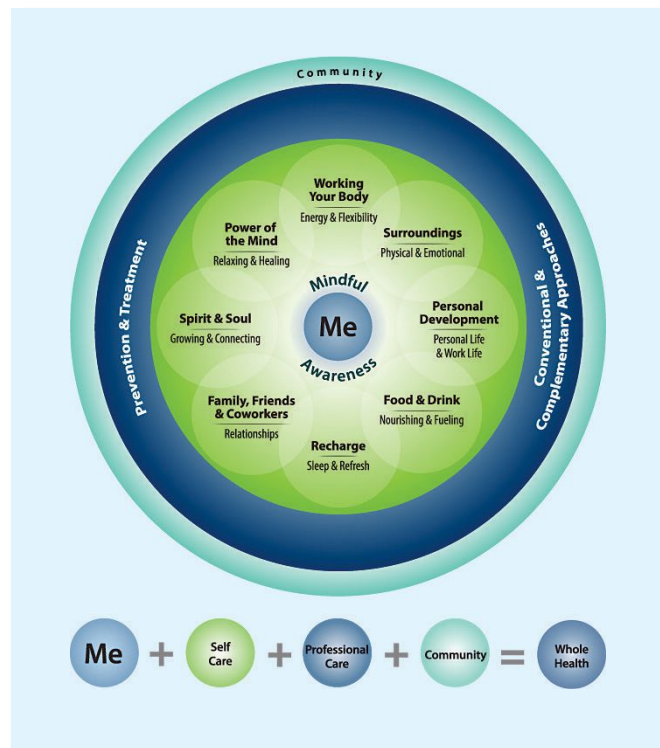 Community
Prevention & Treatment
Conventional &
Complementary Approaches
Working
Your Body
Energy & Flexibility
Surroundings
Physical & Emotional
Personal
Development
Personal Life
& Work Life
Food & Drink
Nourishing & Fueling
Recharge
Sleep & Refresh
Family, Friends
& Coworkers
Relationships
Spirit & Soul
Growing & Connecting
Power of
the Mind
Relaxing & Healing
Mindful
Me
Awareness
Me
+
Self
Care
+
Professional
Care
+
Community
=
Whole
Health